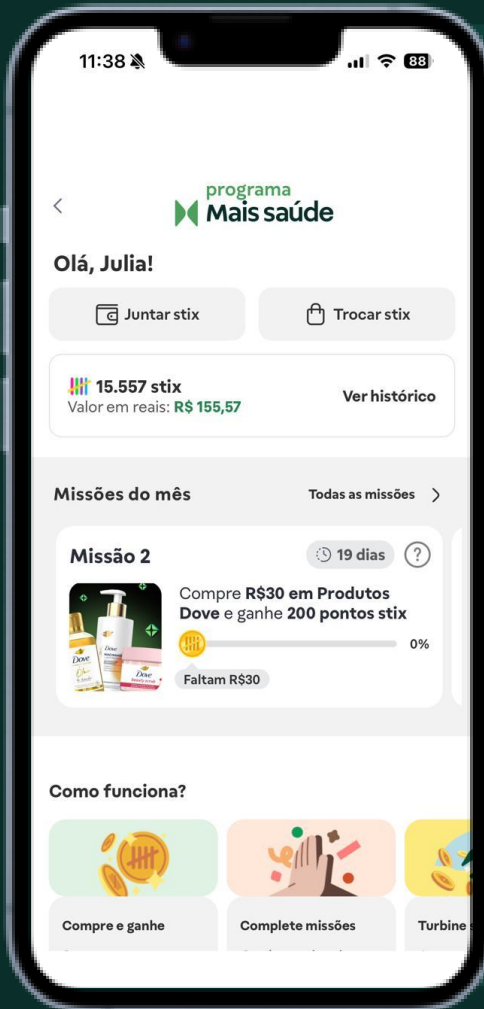 11:38
88
programa
Mais saúde
Olá, Julia!
Juntar stix
Trocar stix
15.557 stix
Valor em reais: R$ 155,57
Ver histórico
Missões do mês
Todas as missões
Missão 2
19 dias
?
Compre R$30 em Produtos
Dove e ganhe 200 pontos stix
0%
Faltam R$30
Dove
Dove
Dove
Como funciona?
Compre e ganhe
Complete missões
Turbine